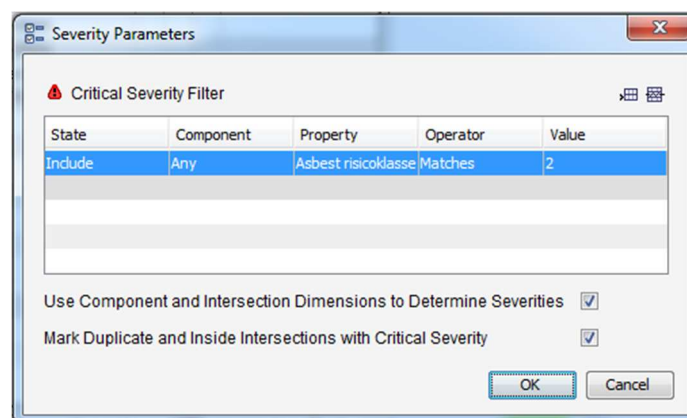 Severity Parameters
Critical Severity Filter
State Component Property Operator Value
Include Any Asbest risicoklasse Matches 2
Use Component and Intersection Dimensions to Determine Severities
Mark Duplicate and Inside Intersections with Critical Severity
OK Cancel